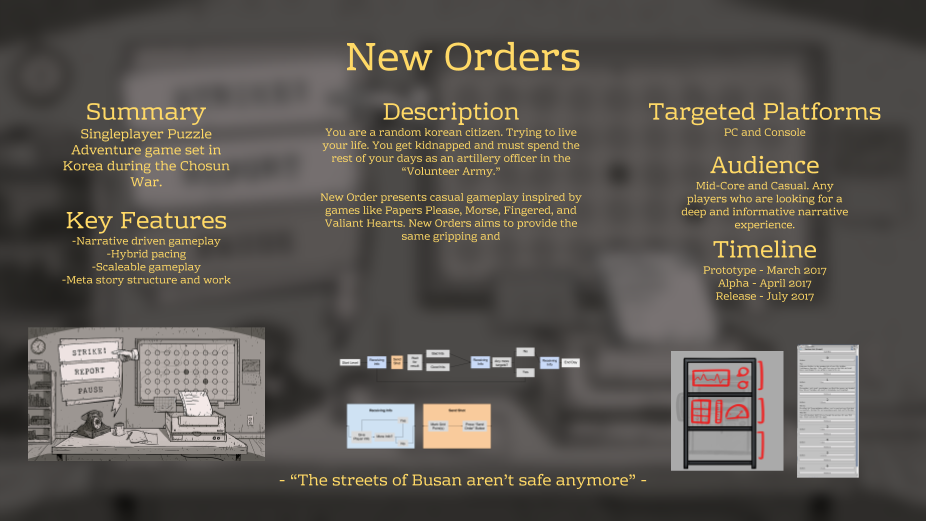 New Orders
Summary
Singleplayer Puzzle
Adventure game set in
Korea during the Chosun
War.
Key Features
-Narrative driven gameplay
-Hybrid pacing
-Scaleable gameplay
-Meta story structure and work
Description
You are a random korean citizen. Trying to live
your life. You get kidnapped and must spend the
rest of your days as an artillery officer in the
“Volunteer Army.”
New Order presents casual gameplay inspired by
games like Papers Please, Morse, Fingered, and
Valiant Hearts. New Orders aims to provide the
same gripping and
Targeted Platforms
PC and Console
Audience
Mid-Core and Casual. Any
players who are looking for a
deep and informative narrative
experience.
Timeline
Prototype - March 2017
Alpha - April 2017
Release - July 2017
STRIKE!
REPORT
PAUSE
Receiving Info
Send Shot
- “The streets of Busan aren’t safe anymore” -